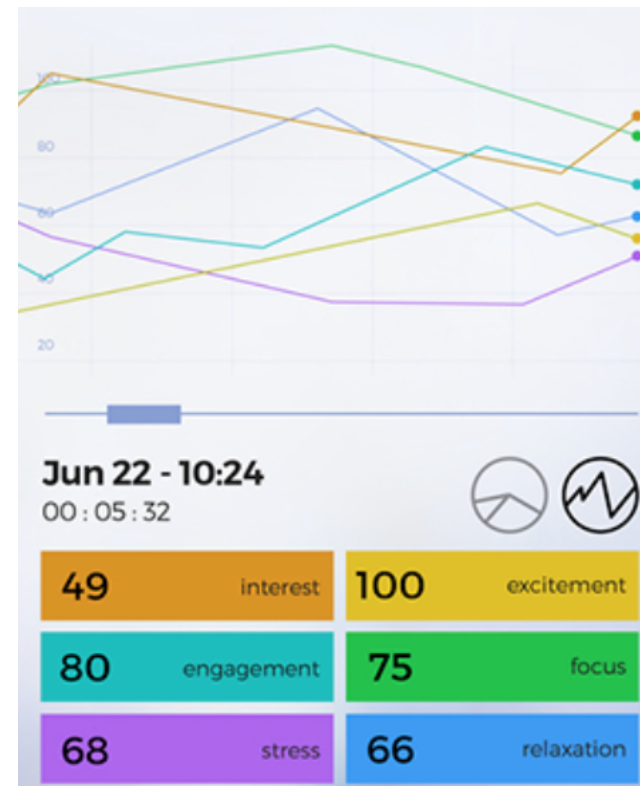 100
80
60
40
20
Jun 22 - 10:24
00 : 05 : 32
49 interest
100 excitement
80 engagement
75 focus
68 stress
66 relaxation